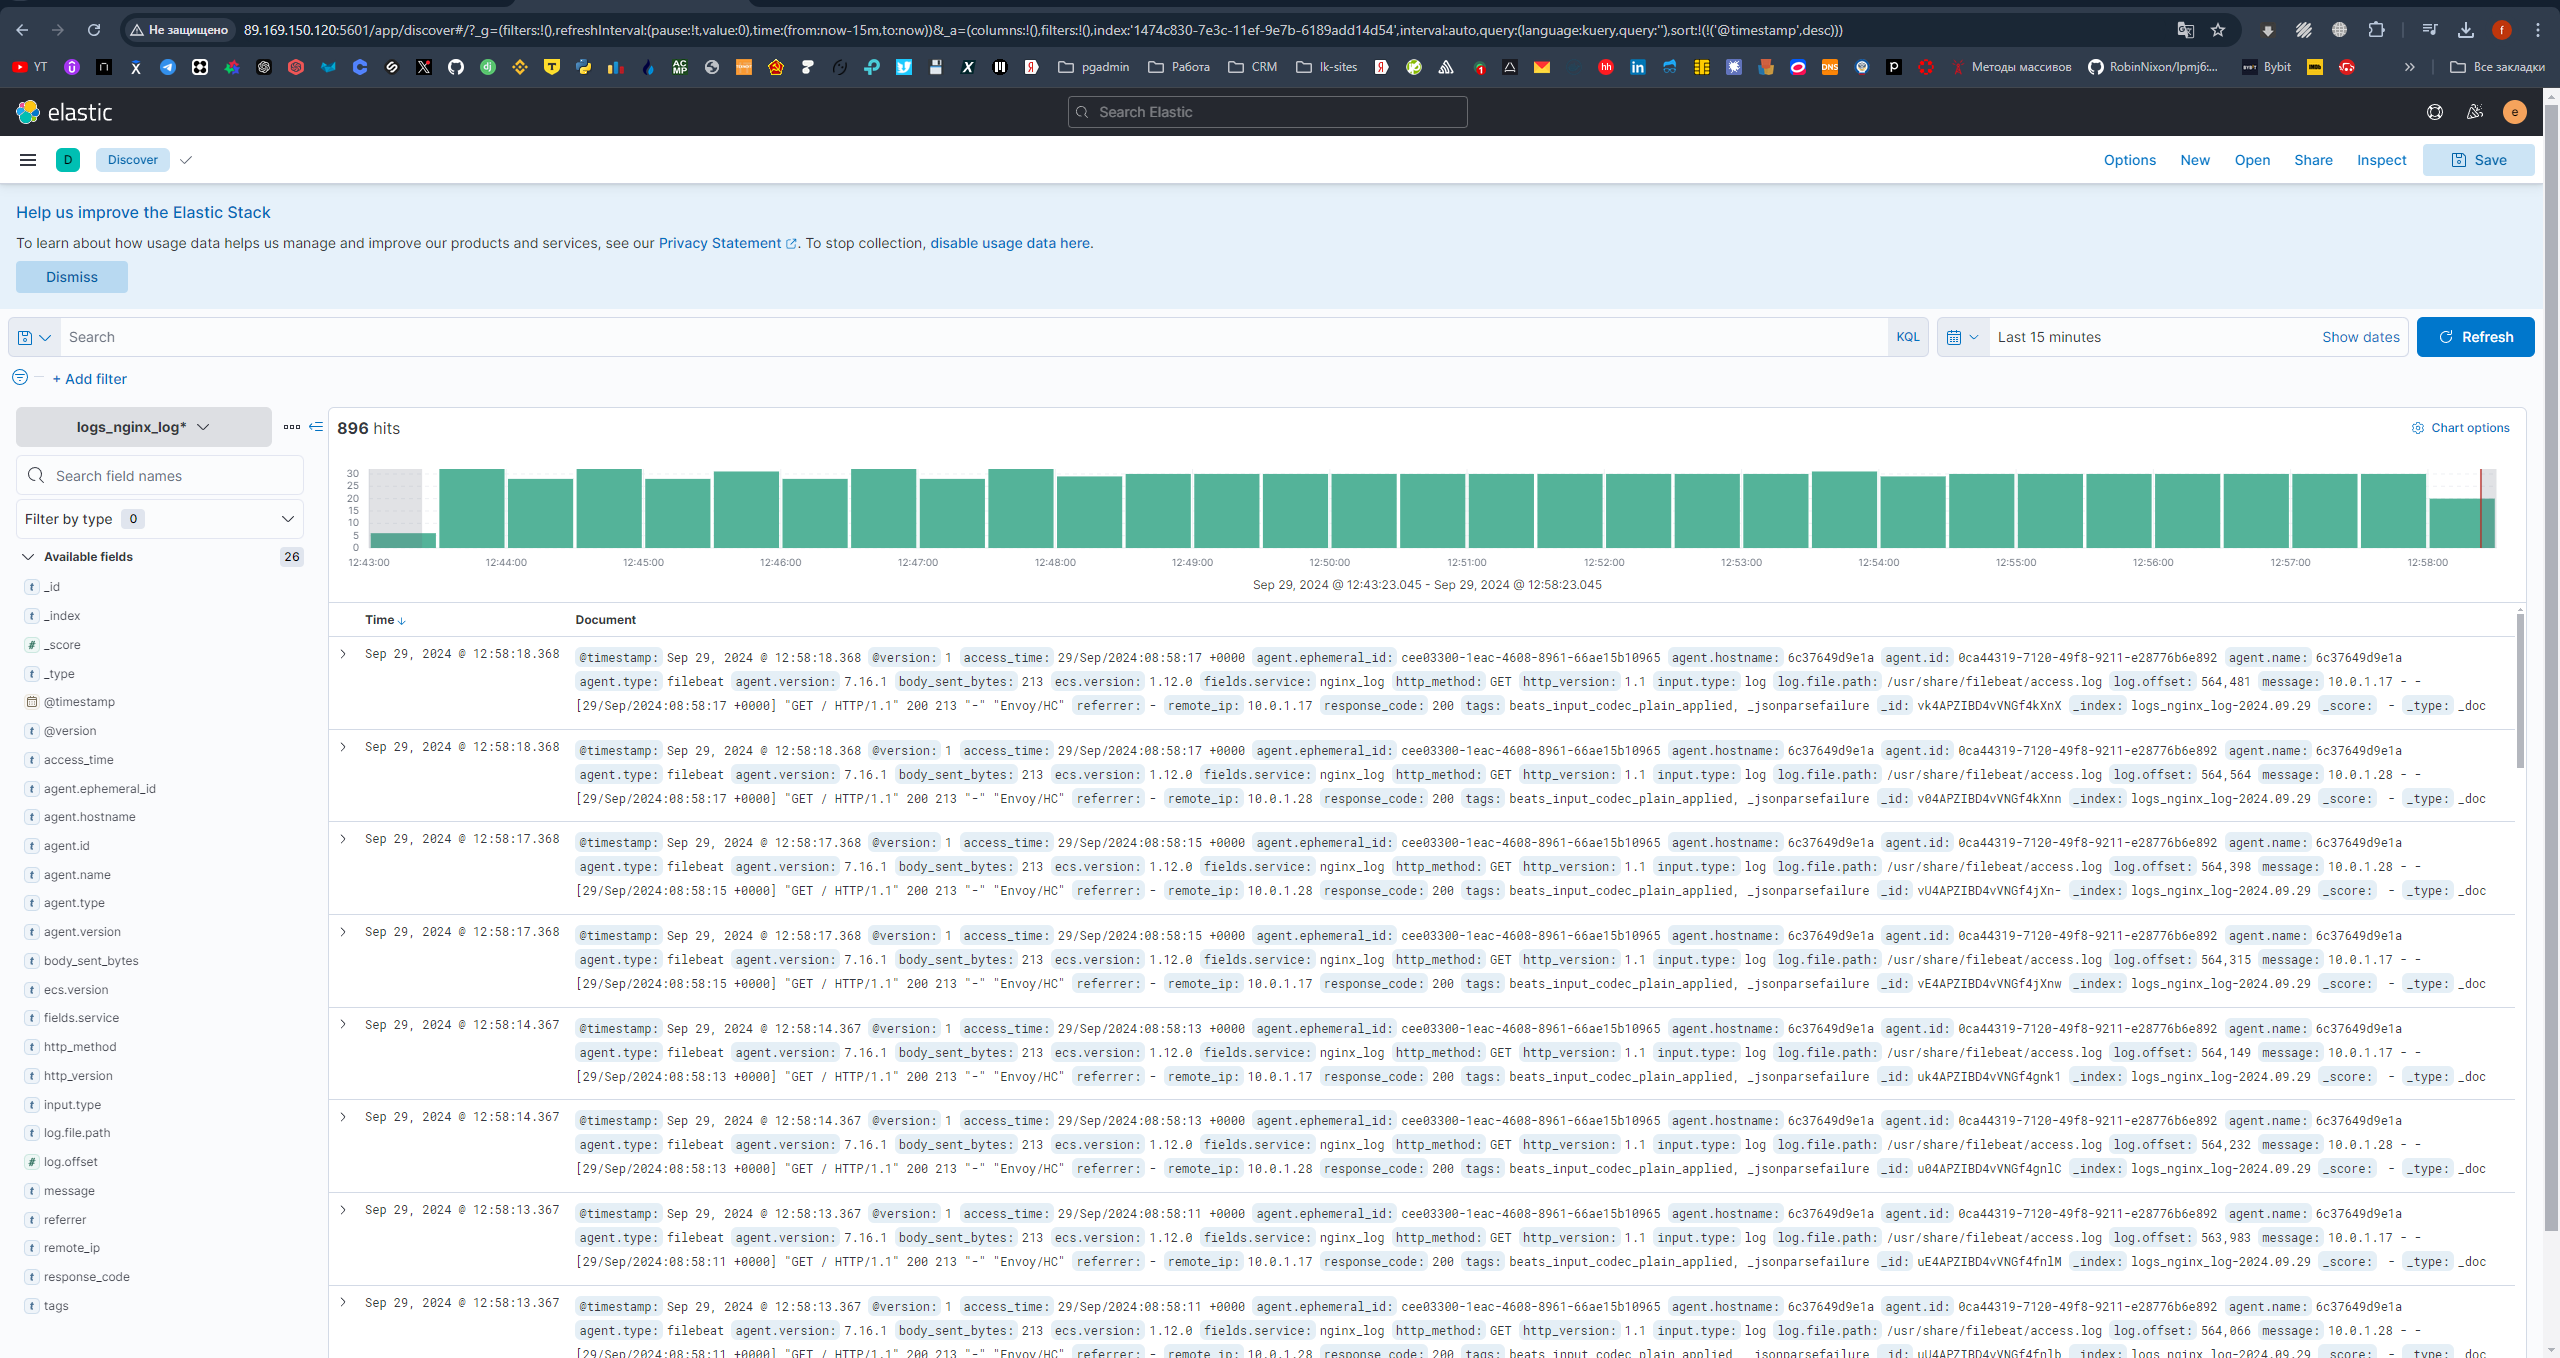 Не защищено 89.169.150.120:5601/app/discover#/?_g=(filters:!(),refreshInterval:(pause:!t,value:0),time:(from:now-15m,to:now))&_a=(columns:!(),filters:!(),index:'1474c830-7e3c-11ef-9e7b-6189add14d54',interval:auto,query:(language:kuery,query:''),sort:!(!('@timestamp',desc)))
YT pgadmin Работа CRM lk-sites Методы массивов RobinNixon/lpmj6:... Bybit Все закладки
elastic
Search Elastic
e
D Discover Options New Open Share Inspect Save
Help us improve the Elastic Stack
To learn about how usage data helps us manage and improve our products and services, see our Privacy Statement. To stop collection, disable usage data here.
Dismiss
Search KQL Last 15 minutes Show dates Refresh
+ Add filter
logs_nginx_log*
Search field names
Filter by type 0
Available fields 26
_id
_index
_score
_type
@timestamp
@version
access_time
agent.ephemeral_id
agent.hostname
agent.id
agent.name
agent.type
agent.version
body_sent_bytes
ecs.version
fields.service
http_method
http_version
input.type
log.file.path
log.offset
message
referrer
remote_ip
response_code
tags
896 hits
Chart options
30
25
20
15
10
5
0
12:43:00 12:44:00 12:45:00 12:46:00 12:47:00 12:48:00 12:49:00 12:50:00 12:51:00 12:52:00 12:53:00 12:54:00 12:55:00 12:56:00 12:57:00 12:58:00
Sep 29, 2024 @ 12:43:23.045 - Sep 29, 2024 @ 12:58:23.045
Time Document
Sep 29, 2024 @ 12:58:18.368 @timestamp: Sep 29, 2024 @ 12:58:18.368 @version: 1 access_time: 29/Sep/2024:08:58:17 +0000 agent.ephemeral_id: cee03300-1eac-4608-8961-66ae15b10965 agent.hostname: 6c37649d9e1a agent.id: 0ca44319-7120-49f8-9211-e28776b6e892 agent.name: 6c37649d9e1a
agent.type: filebeat agent.version: 7.16.1 body_sent_bytes: 213 ecs.version: 1.12.0 fields.service: nginx_log http_method: GET http_version: 1.1 input.type: log log.file.path: /usr/share/filebeat/access.log log.offset: 564,481 message: 10.0.1.17 - -
[29/Sep/2024:08:58:17 +0000] "GET / HTTP/1.1" 200 213 "-" "Envoy/HC" referrer: - remote_ip: 10.0.1.17 response_code: 200 tags: beats_input_codec_plain_applied, _jsonparsefailure _id: vk4APZIBD4vVNGf4kXnX _index: logs_nginx_log-2024.09.29 _score: - _type: _doc
Sep 29, 2024 @ 12:58:18.368 @timestamp: Sep 29, 2024 @ 12:58:18.368 @version: 1 access_time: 29/Sep/2024:08:58:17 +0000 agent.ephemeral_id: cee03300-1eac-4608-8961-66ae15b10965 agent.hostname: 6c37649d9e1a agent.id: 0ca44319-7120-49f8-9211-e28776b6e892 agent.name: 6c37649d9e1a
agent.type: filebeat agent.version: 7.16.1 body_sent_bytes: 213 ecs.version: 1.12.0 fields.service: nginx_log http_method: GET http_version: 1.1 input.type: log log.file.path: /usr/share/filebeat/access.log log.offset: 564,564 message: 10.0.1.28 - -
[29/Sep/2024:08:58:17 +0000] "GET / HTTP/1.1" 200 213 "-" "Envoy/HC" referrer: - remote_ip: 10.0.1.28 response_code: 200 tags: beats_input_codec_plain_applied, _jsonparsefailure _id: v04APZIBD4vVNGf4kXnn _index: logs_nginx_log-2024.09.29 _score: - _type: _doc
Sep 29, 2024 @ 12:58:17.368 @timestamp: Sep 29, 2024 @ 12:58:17.368 @version: 1 access_time: 29/Sep/2024:08:58:15 +0000 agent.ephemeral_id: cee03300-1eac-4608-8961-66ae15b10965 agent.hostname: 6c37649d9e1a agent.id: 0ca44319-7120-49f8-9211-e28776b6e892 agent.name: 6c37649d9e1a
agent.type: filebeat agent.version: 7.16.1 body_sent_bytes: 213 ecs.version: 1.12.0 fields.service: nginx_log http_method: GET http_version: 1.1 input.type: log log.file.path: /usr/share/filebeat/access.log log.offset: 564,398 message: 10.0.1.28 - -
[29/Sep/2024:08:58:15 +0000] "GET / HTTP/1.1" 200 213 "-" "Envoy/HC" referrer: - remote_ip: 10.0.1.28 response_code: 200 tags: beats_input_codec_plain_applied, _jsonparsefailure _id: vU4APZIBD4vVNGf4jXn- _index: logs_nginx_log-2024.09.29 _score: - _type: _doc
Sep 29, 2024 @ 12:58:17.368 @timestamp: Sep 29, 2024 @ 12:58:17.368 @version: 1 access_time: 29/Sep/2024:08:58:15 +0000 agent.ephemeral_id: cee03300-1eac-4608-8961-66ae15b10965 agent.hostname: 6c37649d9e1a agent.id: 0ca44319-7120-49f8-9211-e28776b6e892 agent.name: 6c37649d9e1a
agent.type: filebeat agent.version: 7.16.1 body_sent_bytes: 213 ecs.version: 1.12.0 fields.service: nginx_log http_method: GET http_version: 1.1 input.type: log log.file.path: /usr/share/filebeat/access.log log.offset: 564,315 message: 10.0.1.17 - -
[29/Sep/2024:08:58:15 +0000] "GET / HTTP/1.1" 200 213 "-" "Envoy/HC" referrer: - remote_ip: 10.0.1.17 response_code: 200 tags: beats_input_codec_plain_applied, _jsonparsefailure _id: vE4APZIBD4vVNGf4jXnw _index: logs_nginx_log-2024.09.29 _score: - _type: _doc
Sep 29, 2024 @ 12:58:14.367 @timestamp: Sep 29, 2024 @ 12:58:14.367 @version: 1 access_time: 29/Sep/2024:08:58:13 +0000 agent.ephemeral_id: cee03300-1eac-4608-8961-66ae15b10965 agent.hostname: 6c37649d9e1a agent.id: 0ca44319-7120-49f8-9211-e28776b6e892 agent.name: 6c37649d9e1a
agent.type: filebeat agent.version: 7.16.1 body_sent_bytes: 213 ecs.version: 1.12.0 fields.service: nginx_log http_method: GET http_version: 1.1 input.type: log log.file.path: /usr/share/filebeat/access.log log.offset: 564,149 message: 10.0.1.17 - -
[29/Sep/2024:08:58:13 +0000] "GET / HTTP/1.1" 200 213 "-" "Envoy/HC" referrer: - remote_ip: 10.0.1.17 response_code: 200 tags: beats_input_codec_plain_applied, _jsonparsefailure _id: uk4APZIBD4vVNGf4gnk1 _index: logs_nginx_log-2024.09.29 _score: - _type: _doc
Sep 29, 2024 @ 12:58:14.367 @timestamp: Sep 29, 2024 @ 12:58:14.367 @version: 1 access_time: 29/Sep/2024:08:58:13 +0000 agent.ephemeral_id: cee03300-1eac-4608-8961-66ae15b10965 agent.hostname: 6c37649d9e1a agent.id: 0ca44319-7120-49f8-9211-e28776b6e892 agent.name: 6c37649d9e1a
agent.type: filebeat agent.version: 7.16.1 body_sent_bytes: 213 ecs.version: 1.12.0 fields.service: nginx_log http_method: GET http_version: 1.1 input.type: log log.file.path: /usr/share/filebeat/access.log log.offset: 564,232 message: 10.0.1.28 - -
[29/Sep/2024:08:58:13 +0000] "GET / HTTP/1.1" 200 213 "-" "Envoy/HC" referrer: - remote_ip: 10.0.1.28 response_code: 200 tags: beats_input_codec_plain_applied, _jsonparsefailure _id: u04APZIBD4vVNGf4gnlC _index: logs_nginx_log-2024.09.29 _score: - _type: _doc
Sep 29, 2024 @ 12:58:13.367 @timestamp: Sep 29, 2024 @ 12:58:13.367 @version: 1 access_time: 29/Sep/2024:08:58:11 +0000 agent.ephemeral_id: cee03300-1eac-4608-8961-66ae15b10965 agent.hostname: 6c37649d9e1a agent.id: 0ca44319-7120-49f8-9211-e28776b6e892 agent.name: 6c37649d9e1a
agent.type: filebeat agent.version: 7.16.1 body_sent_bytes: 213 ecs.version: 1.12.0 fields.service: nginx_log http_method: GET http_version: 1.1 input.type: log log.file.path: /usr/share/filebeat/access.log log.offset: 563,983 message: 10.0.1.17 - -
[29/Sep/2024:08:58:11 +0000] "GET / HTTP/1.1" 200 213 "-" "Envoy/HC" referrer: - remote_ip: 10.0.1.17 response_code: 200 tags: beats_input_codec_plain_applied, _jsonparsefailure _id: uE4APZIBD4vVNGf4fnlM _index: logs_nginx_log-2024.09.29 _score: - _type: _doc
Sep 29, 2024 @ 12:58:13.367 @timestamp: Sep 29, 2024 @ 12:58:13.367 @version: 1 access_time: 29/Sep/2024:08:58:11 +0000 agent.ephemeral_id: cee03300-1eac-4608-8961-66ae15b10965 agent.hostname: 6c37649d9e1a agent.id: 0ca44319-7120-49f8-9211-e28776b6e892 agent.name: 6c37649d9e1a
agent.type: filebeat agent.version: 7.16.1 body_sent_bytes: 213 ecs.version: 1.12.0 fields.service: nginx_log http_method: GET http_version: 1.1 input.type: log log.file.path: /usr/share/filebeat/access.log log.offset: 564,066 message: 10.0.1.28 - -
[29/Sep/2024:08:58:11 +0000] "GET / HTTP/1.1" 200 213 "-" "Envoy/HC" referrer: - remote_ip: 10.0.1.28 response_code: 200 tags: beats_input_codec_plain_applied, _jsonparsefailure _id: uU4APZIBD4vVNGf4fnlb _index: logs_nginx_log-2024.09.29 _score: - _type: _doc